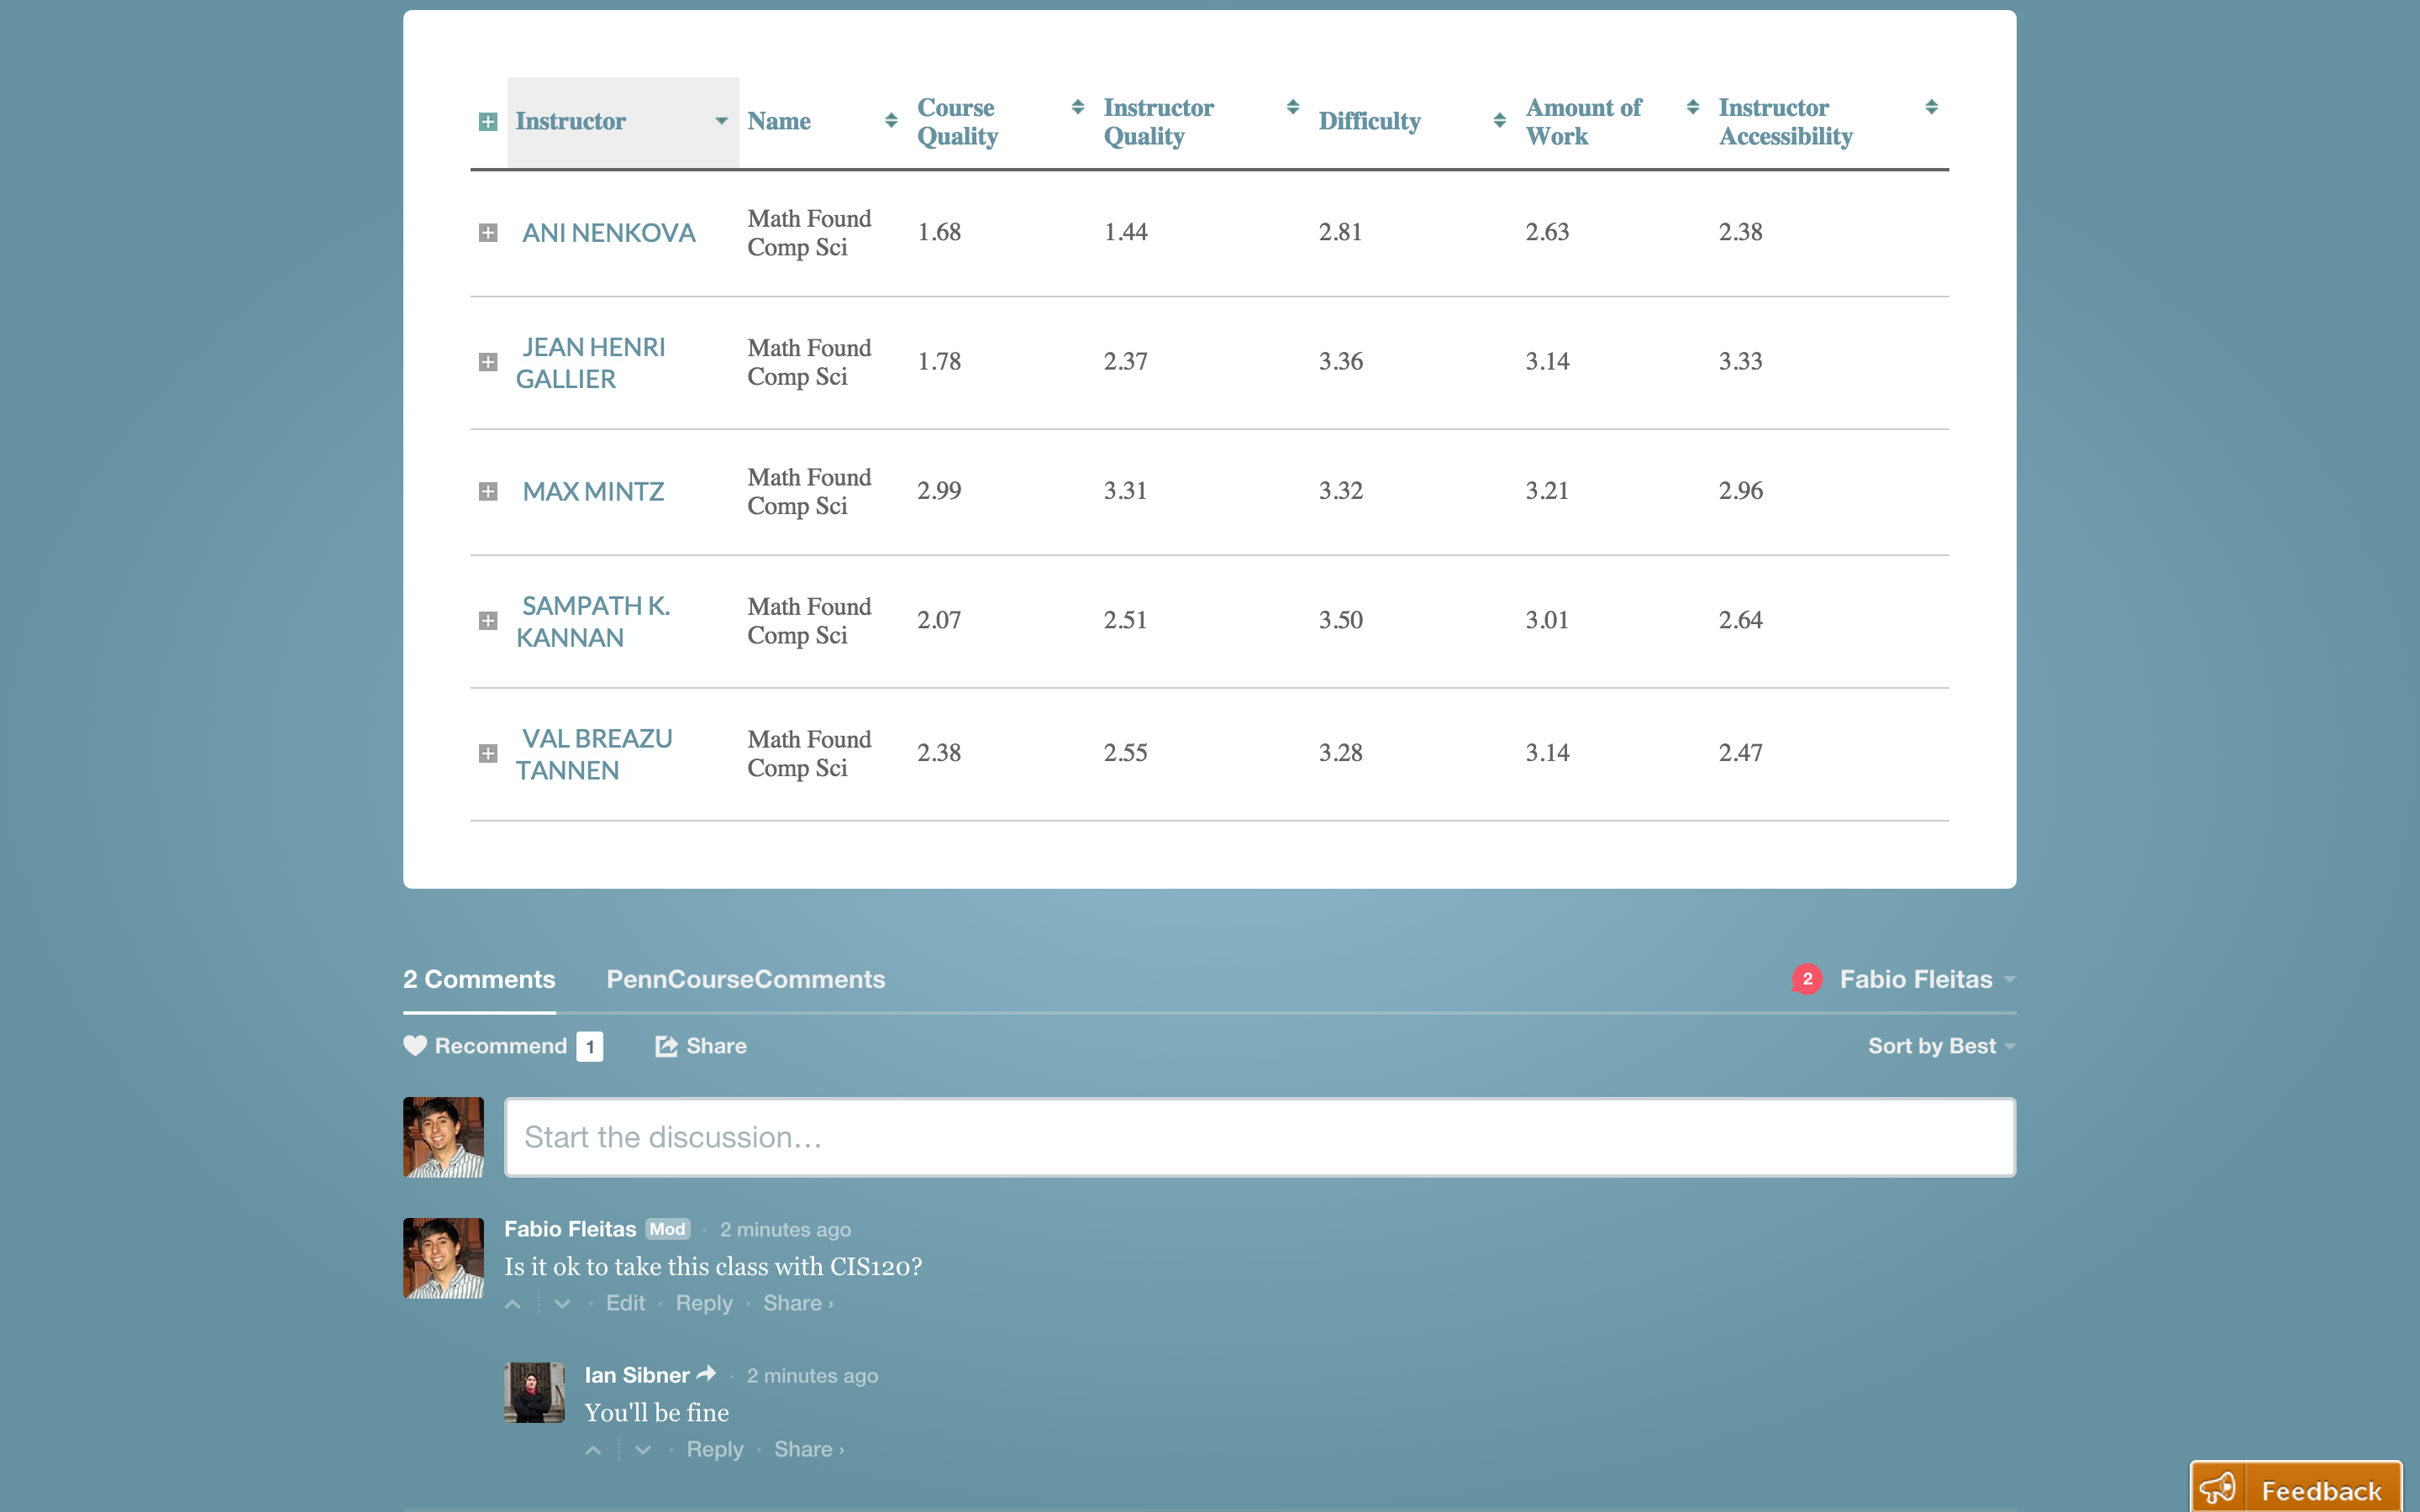 Instructor Name Course Quality Instructor Quality Difficulty Amount of Work Instructor Accessibility
ANI NENKOVA Math Found Comp Sci 1.68 1.44 2.81 2.63 2.38
JEAN HENRI GALLIER Math Found Comp Sci 1.78 2.37 3.36 3.14 3.33
MAX MINTZ Math Found Comp Sci 2.99 3.31 3.32 3.21 2.96
SAMPATH K. KANNAN Math Found Comp Sci 2.07 2.51 3.50 3.01 2.64
VAL BREAZU TANNEN Math Found Comp Sci 2.38 2.55 3.28 3.14 2.47
2 Comments PennCourseComments 2 Fabio Fleitas
Recommend 1 Share Sort by Best
Start the discussion...
Fabio Fleitas Mod · 2 minutes ago
Is it ok to take this class with CIS120?
· Edit · Reply · Share ›
Ian Sibner · 2 minutes ago
You'll be fine
· Reply · Share ›
Feedback